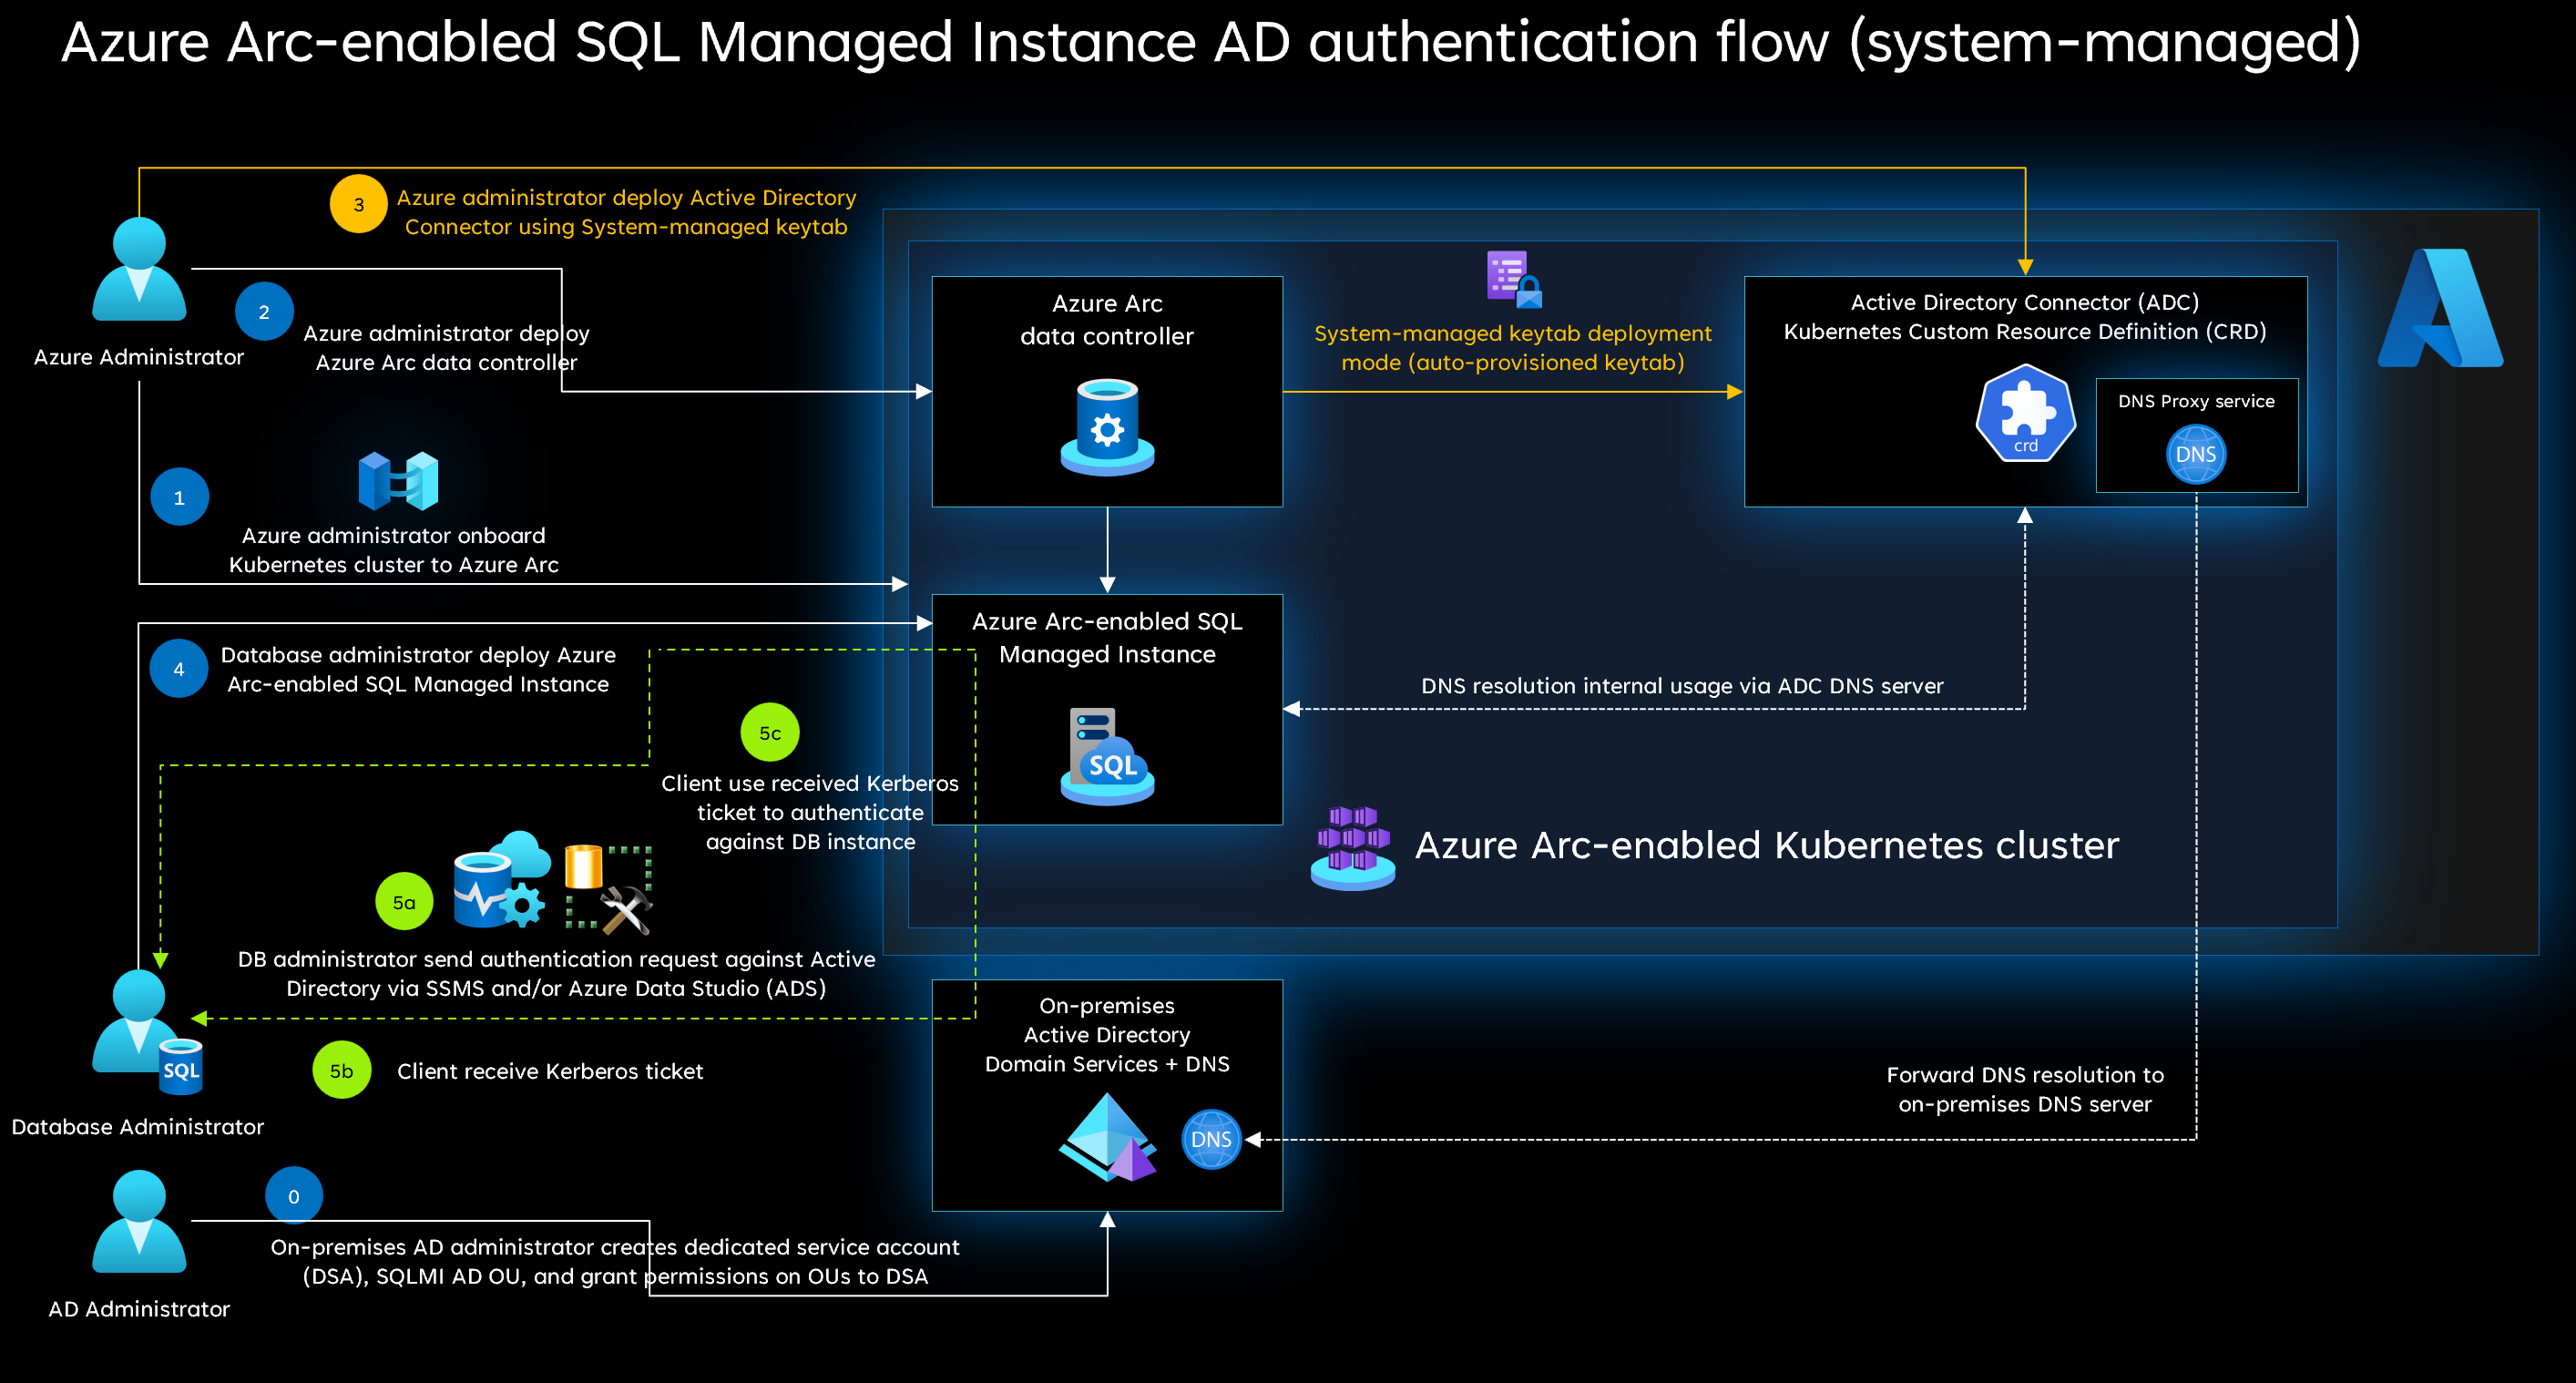 Azure Arc-enabled SQL Managed Instance AD authentication flow (system-managed)
3
Azure administrator deploy Active Directory
Connector using System-managed keytab
2
Azure administrator deploy
Azure Arc data controller
Azure Administrator
1
Azure administrator onboard
Kubernetes cluster to Azure Arc
Azure Arc
data controller
System-managed keytab deployment
mode (auto-provisioned keytab)
Active Directory Connector (ADC)
Kubernetes Custom Resource Definition (CRD)
crd
DNS Proxy service
DNS
4
Database administrator deploy Azure
Arc-enabled SQL Managed Instance
Azure Arc-enabled SQL
Managed Instance
SQL
DNS resolution internal usage via ADC DNS server
5c
Client use received Kerberos
ticket to authenticate
against DB instance
Azure Arc-enabled Kubernetes cluster
5a
DB administrator send authentication request against Active
Directory via SSMS and/or Azure Data Studio (ADS)
SQL
5b
Client receive Kerberos ticket
Database Administrator
On-premises
Active Directory
Domain Services + DNS
DNS
Forward DNS resolution to
on-premises DNS server
0
On-premises AD administrator creates dedicated service account
(DSA), SQLMI AD OU, and grant permissions on OUs to DSA
AD Administrator